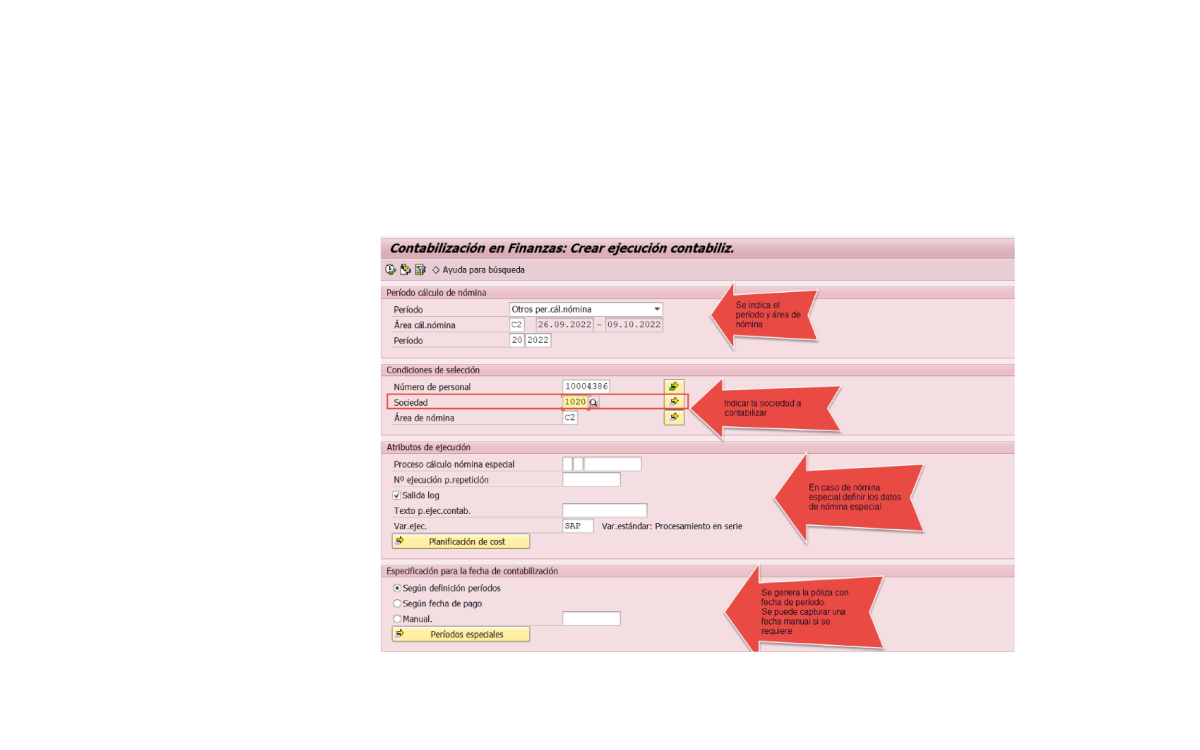 Contabilización en Finanzas: Crear ejecución contabiliz.
Ayuda para búsqueda
Período cálculo de nómina
Período Otros per.cál.nómina
Área cál.nómina C2 26.09.2022 - 09.10.2022
Período 20 2022
Se indica el
período y área de
nómina
Condiciones de selección
Número de personal 10004386
Sociedad 1020
Área de nómina C2
Indicar la sociedad a
contabilizar
Atributos de ejecución
Proceso cálculo nómina especial
Nº ejecución p.repetición
Salida log
Texto p.ejec.contab.
Var.ejec. SAP Var.estándar: Procesamiento en serie
Planificación de cost
En caso de nómina
especial definir los datos
de nómina especial
Especificación para la fecha de contabilización
Según definición períodos
Según fecha de pago
Manual.
Períodos especiales
Se genera la póliza con
fecha de período.
Se puede capturar una
fecha manual si se
requiere